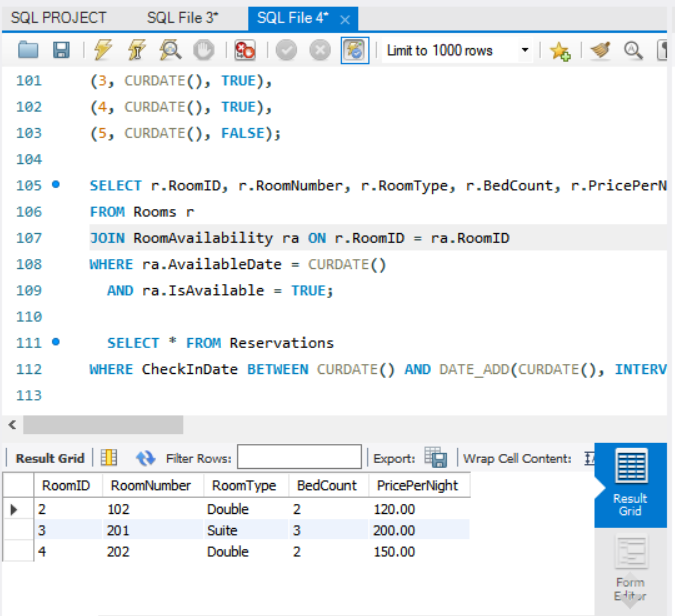 SQL PROJECT SQL File 3* SQL File 4* ×
Limit to 1000 rows
101 (3, CURDATE(), TRUE),
102 (4, CURDATE(), TRUE),
103 (5, CURDATE(), FALSE);
104
105 SELECT r.RoomID, r.RoomNumber, r.RoomType, r.BedCount, r.PricePerN
106 FROM Rooms r
107 JOIN RoomAvailability ra ON r.RoomID = ra.RoomID
108 WHERE ra.AvailableDate = CURDATE()
109 AND ra.IsAvailable = TRUE;
110
111 SELECT * FROM Reservations
112 WHERE CheckInDate BETWEEN CURDATE() AND DATE_ADD(CURDATE(), INTERV
113
Result Grid Filter Rows: Export: Wrap Cell Content:
RoomID RoomNumber RoomType BedCount PricePerNight
2 102 Double 2 120.00
3 201 Suite 3 200.00
4 202 Double 2 150.00
Result
Grid
Form
Editor